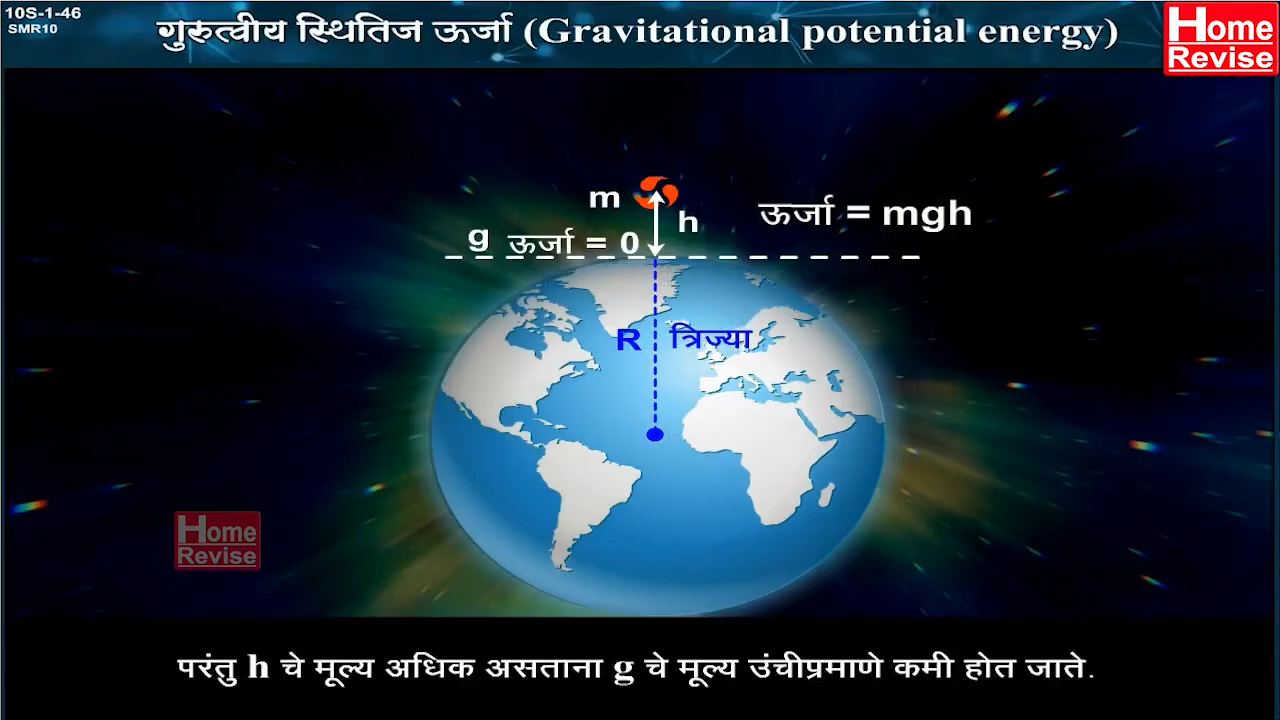 10S-1-46
SMR10
गुरुत्वीय स्थितिज ऊर्जा (Gravitational potential energy)
Home
Revise
m
h
ऊर्जा = mgh
g
ऊर्जा = 0
R त्रिज्या
Home
Revise
परंतु h चे मूल्य अधिक असताना g चे मूल्य उंचीप्रमाणे कमी होत जाते.